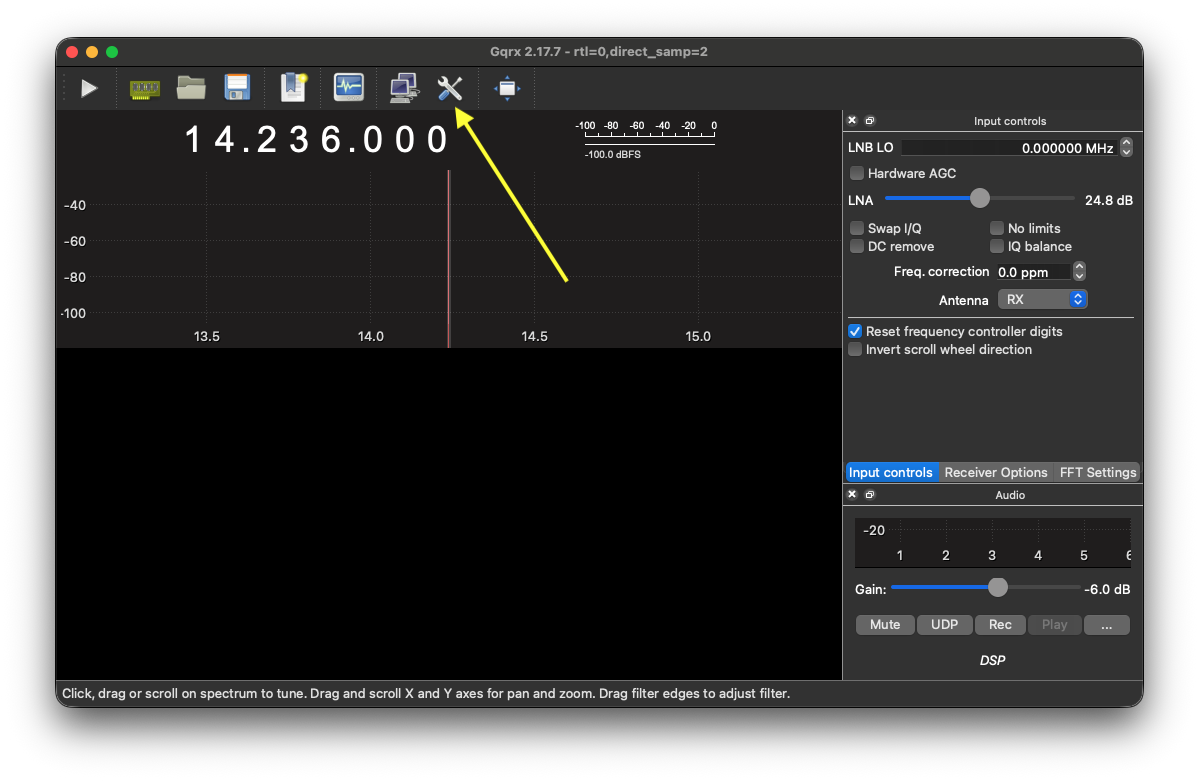 Gqrx 2.17.7 - rtl=0,direct_samp=2
14.236.000
-100 -80 -60 -40 -20 0
-100.0 dBFS
-40
-60
-80
-100
13.5 14.0 14.5 15.0
Input controls
LNB LO 0.000000 MHz
Hardware AGC
LNA 24.8 dB
Swap I/Q No limits
DC remove IQ balance
Freq. correction 0.0 ppm
Antenna RX
Reset frequency controller digits
Invert scroll wheel direction
Input controls Receiver Options FFT Settings
Audio
-20
1 2 3 4 5 6
Gain: -6.0 dB
Mute UDP Rec Play ...
DSP
Click, drag or scroll on spectrum to tune. Drag and scroll X and Y axes for pan and zoom. Drag filter edges to adjust filter.